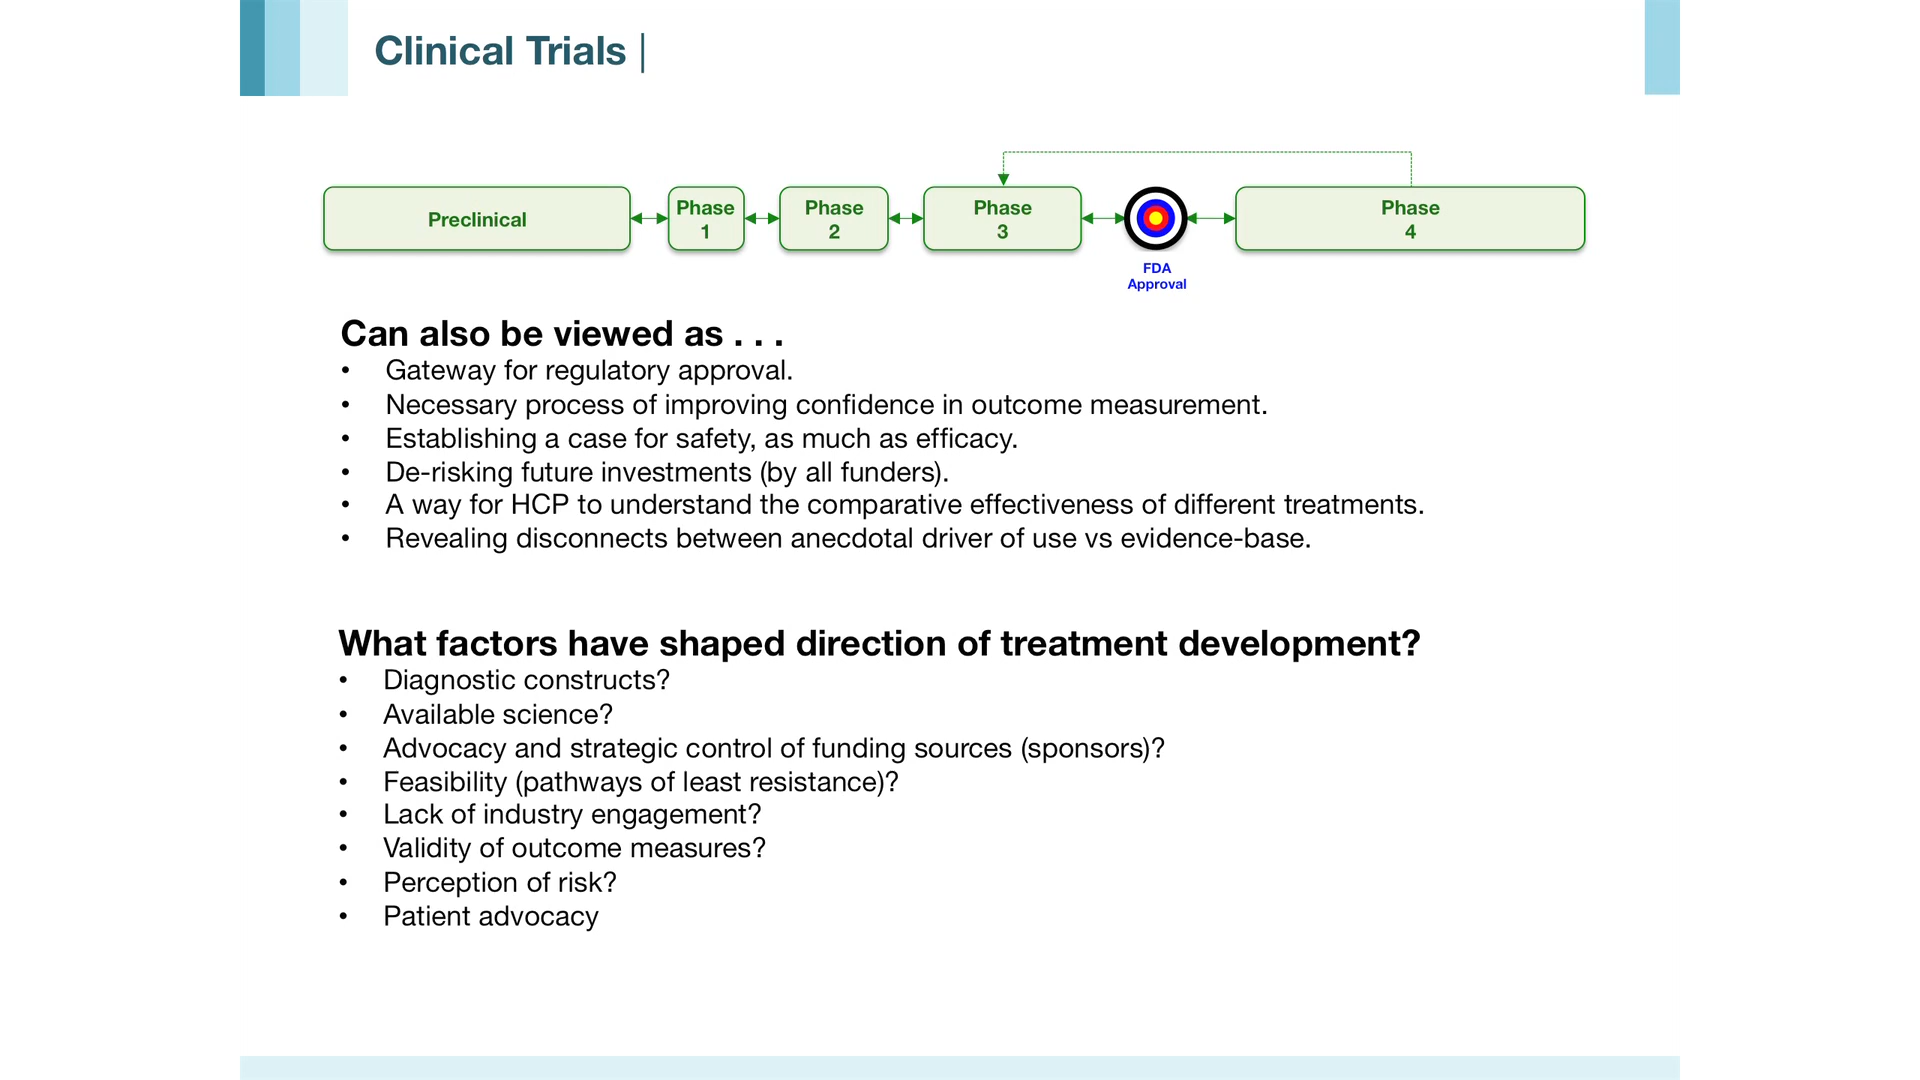 Clinical Trials |
Preclinical
Phase
1
Phase
2
Phase
3
FDA
Approval
Phase
4
Can also be viewed as . . .
• Gateway for regulatory approval.
• Necessary process of improving confidence in outcome measurement.
• Establishing a case for safety, as much as efficacy.
• De-risking future investments (by all funders).
• A way for HCP to understand the comparative effectiveness of different treatments.
• Revealing disconnects between anecdotal driver of use vs evidence-base.
What factors have shaped direction of treatment development?
• Diagnostic constructs?
• Available science?
• Advocacy and strategic control of funding sources (sponsors)?
• Feasibility (pathways of least resistance)?
• Lack of industry engagement?
• Validity of outcome measures?
• Perception of risk?
• Patient advocacy